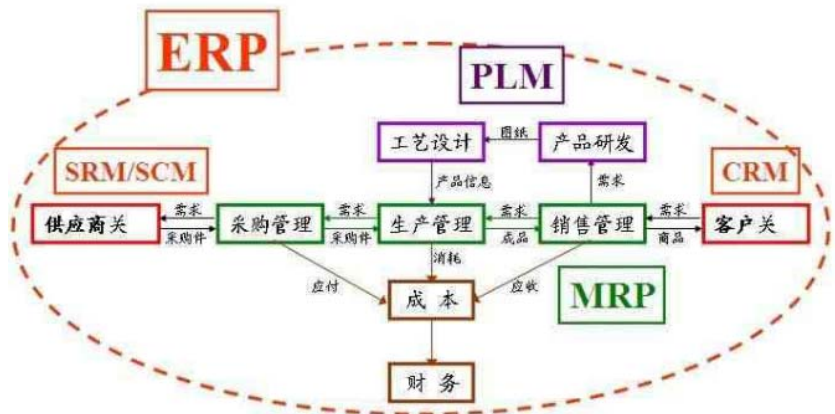 ERP
PLM
工艺设计
图纸
产品研发
SRM/SCM
CRM
产品信息
需求
供应商关
需求
采购件
采购管理
需求
采购件
生产管理
需求
成品
销售管理
需求
商品
客户关
消耗
应付
成 本
应收
MRP
财 务